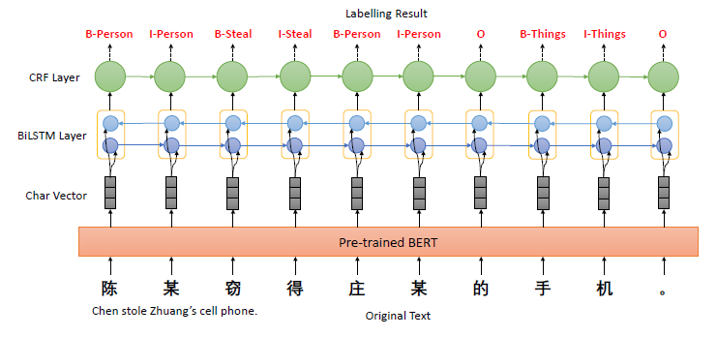 Labelling Result
B-Person I-Person B-Steal I-Steal B-Person I-Person O B-Things I-Things O
CRF Layer
BiLSTM Layer
Char Vector
Pre-trained BERT
陈 某 窃 得 庄 某 的 手 机 。
Chen stole Zhuang's cell phone.
Original Text